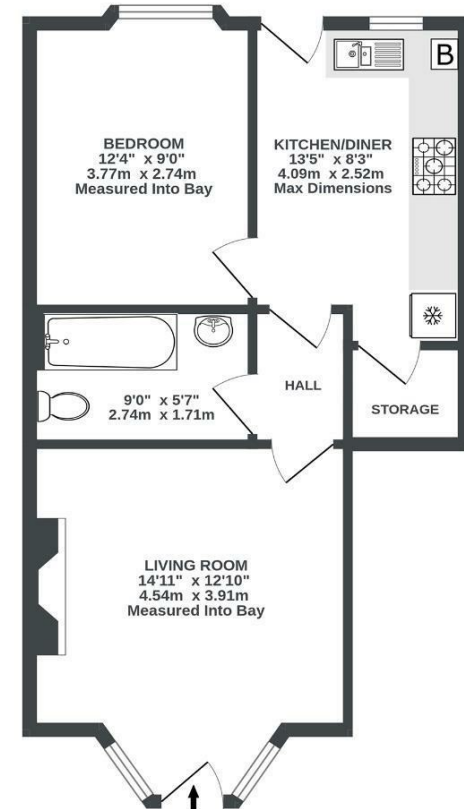 BEDROOM
12'4" x 9'0"
3.77m x 2.74m
Measured Into Bay
KITCHEN/DINER
13'5" x 8'3"
4.09m x 2.52m
Max Dimensions
B
9'0" x 5'7"
2.74m x 1.71m
HALL
STORAGE
LIVING ROOM
14'11" x 12'10"
4.54m x 3.91m
Measured Into Bay